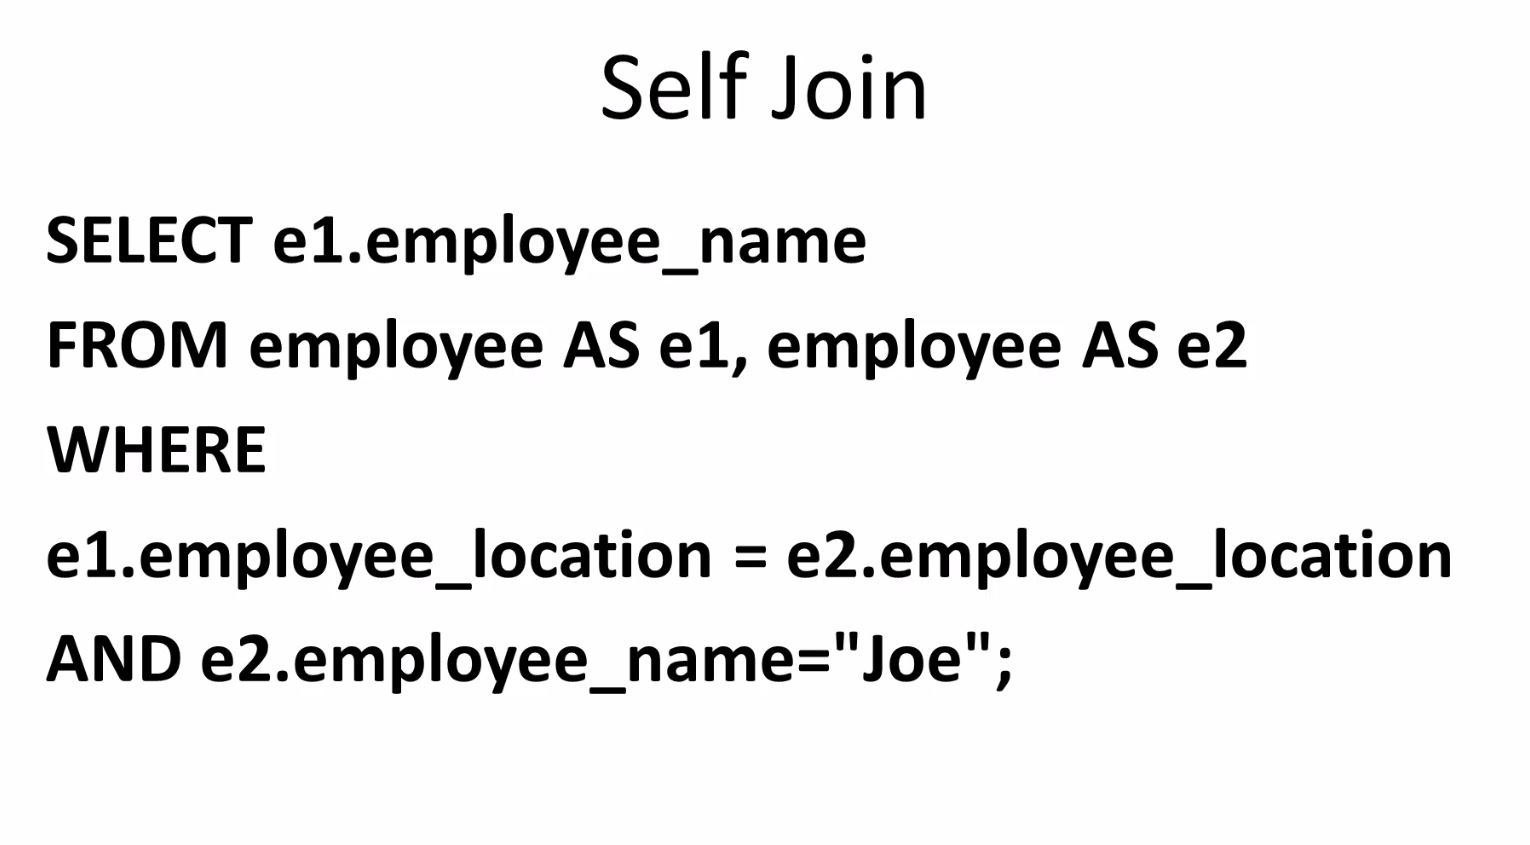 Self Join
SELECT e1.employee_name
FROM employee AS e1, employee AS e2
WHERE
e1.employee_location = e2.employee_location
AND e2.employee_name="Joe";